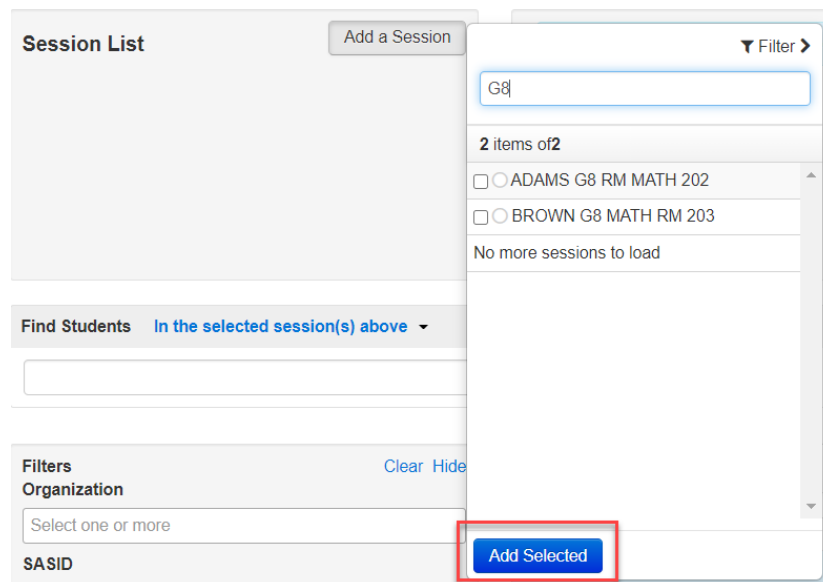 Session List
Add a Session
Filter
G8
2 items of2
ADAMS G8 RM MATH 202
BROWN G8 MATH RM 203
No more sessions to load
Add Selected
Find Students In the selected session(s) above
Filters
Clear Hide
Organization
Select one or more
SASID